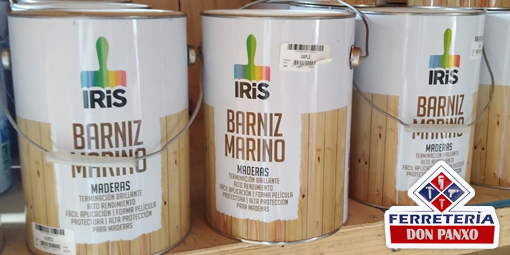 IRiS
BARNIZ
MARINO
MADERAS
TERMINACIÓN BRILLANTE
ALTO RENDIMIENTO
FÁCIL APLICACIÓN | FORMA PELÍCULA
PROTECTORA | ALTA PROTECCIÓN
PARA MADERAS
IRiS
BARNIZ
MARINO
MADERAS
TERMINACIÓN BRILLANTE
ALTO RENDIMIENTO
FÁCIL APLICACIÓN | FORMA PELÍCULA
PROTECTORA | ALTA PROTECCIÓN
PARA MADERAS
IRiS
BARNIZ
MARINO
MADERAS
FERRETERÍA
DON PANXO